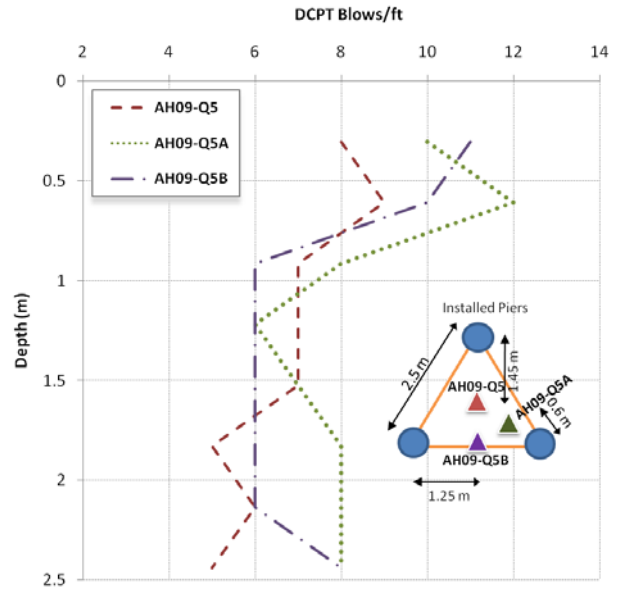 DCPT Blows/ft
2 4 6 8 10 12 14
0
0.5
1
1.5
2
2.5
Depth (m)
AH09-Q5
AH09-Q5A
AH09-Q5B
Installed Piers
2.5 m
1.45 m
AH09-Q5
AH09-Q5A
0.6 m
AH09-Q5B
1.25 m